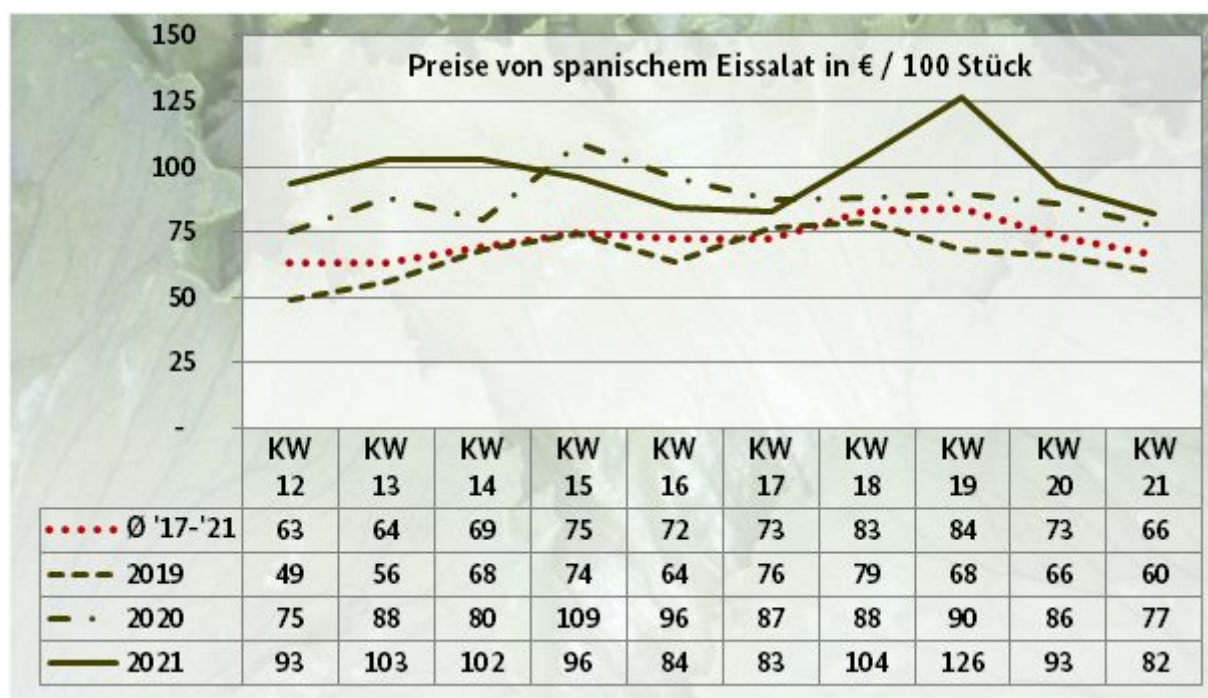 Preise von spanischem Eissalat in € / 100 Stück
150
125
100
75
50
25
-
KW KW KW KW KW KW KW KW KW KW
12 13 14 15 16 17 18 19 20 21
Ø '17-'21 63 64 69 75 72 73 83 84 73 66
2019 49 56 68 74 64 76 79 68 66 60
2020 75 88 80 109 96 87 88 90 86 77
2021 93 103 102 96 84 83 104 126 93 82